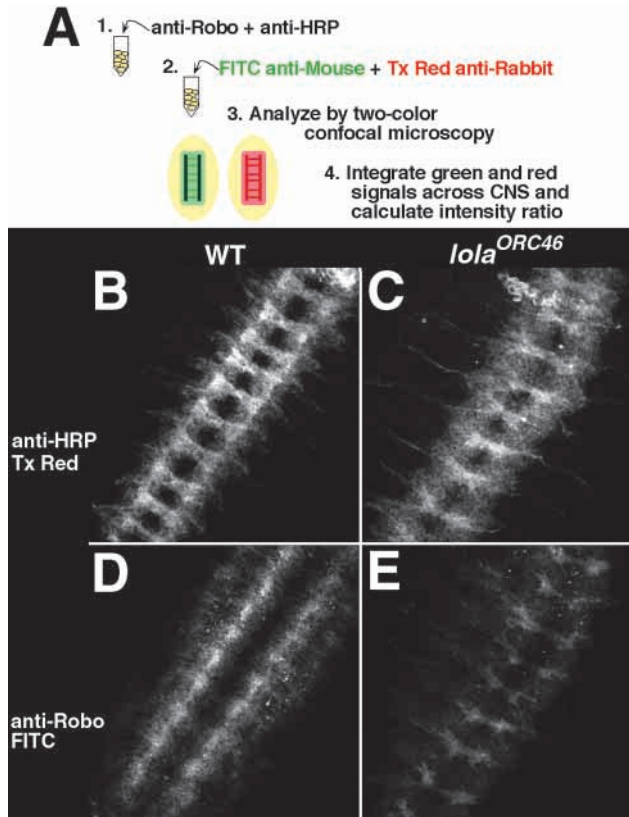 A
1. anti-Robo + anti-HRP
2. FITC anti-Mouse + Tx Red anti-Rabbit
3. Analyze by two-color
confocal microscopy
4. Integrate green and red
signals across CNS and
calculate intensity ratio
WT
lola^ORC46
B
C
anti-HRP
Tx Red
D
E
anti-Robo
FITC